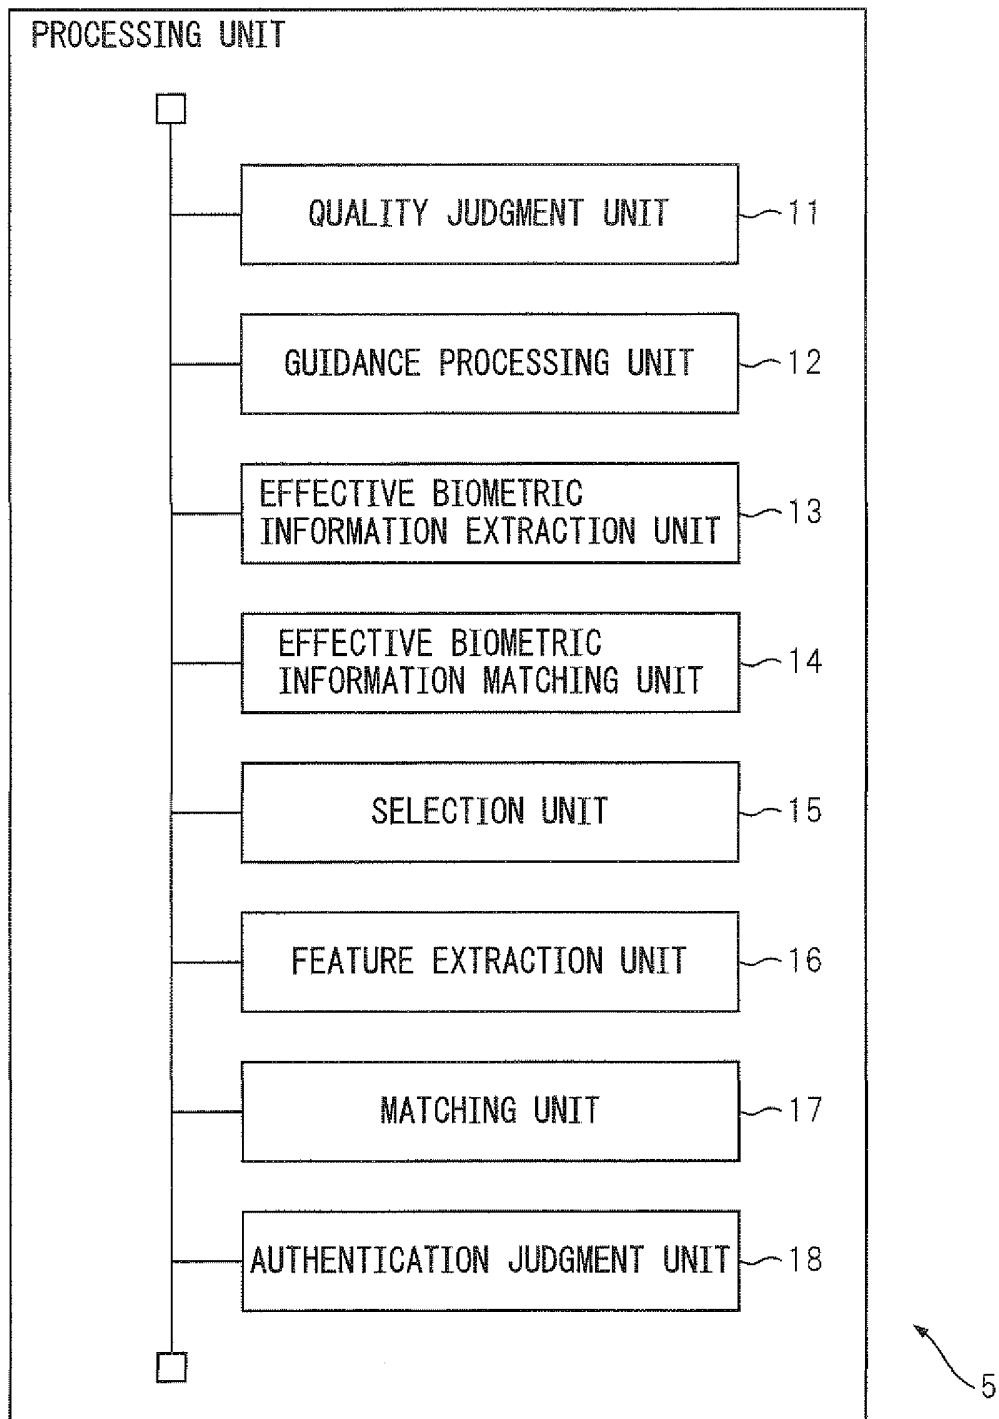 PROCESSING UNIT
QUALITY JUDGMENT UNIT
11
GUIDANCE PROCESSING UNIT
12
EFFECTIVE BIOMETRIC
INFORMATION EXTRACTION UNIT
13
EFFECTIVE BIOMETRIC
INFORMATION MATCHING UNIT
14
SELECTION UNIT
15
FEATURE EXTRACTION UNIT
16
MATCHING UNIT
17
AUTHENTICATION JUDGMENT UNIT
18
5